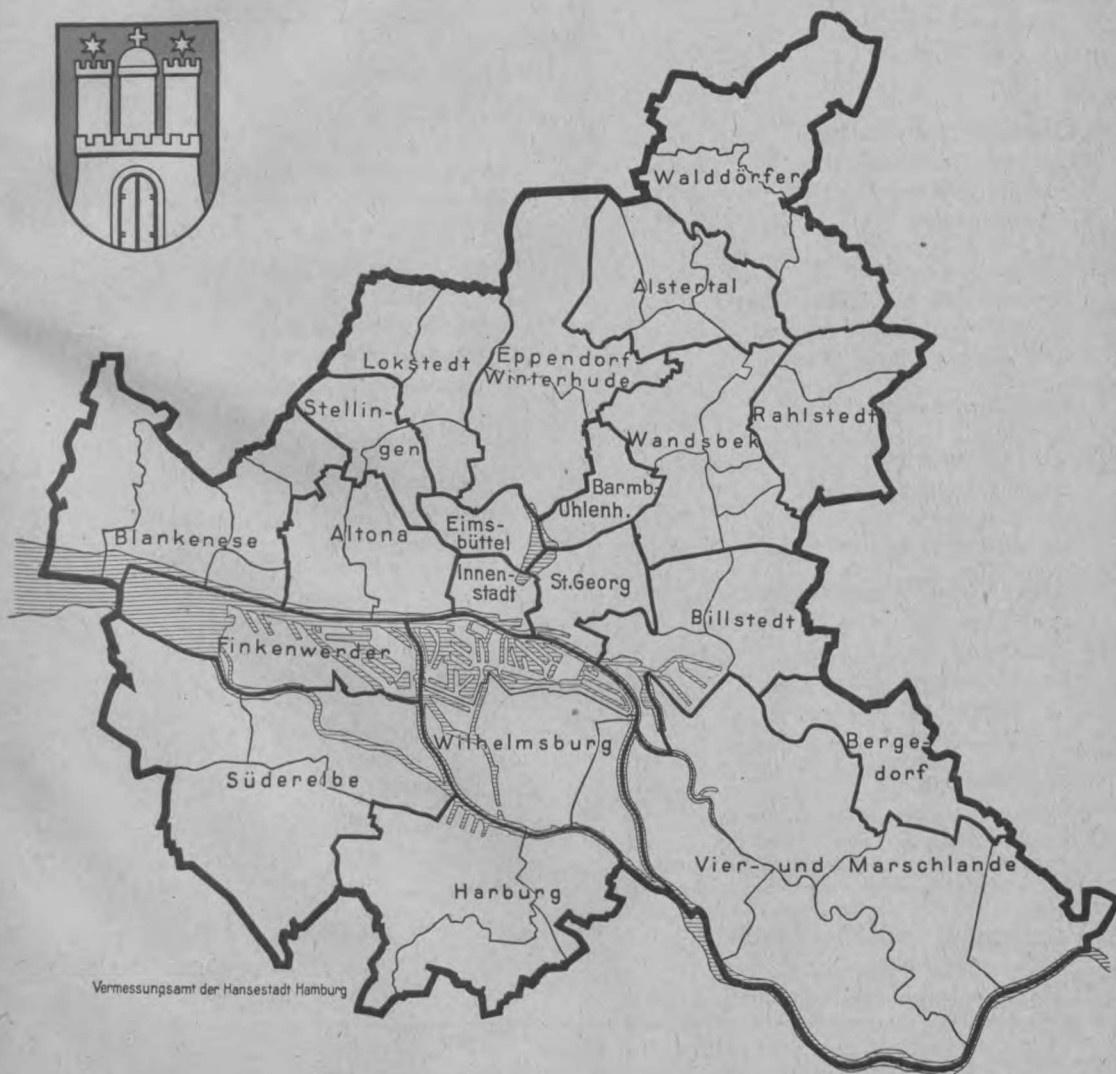 Walddörfer
Alstertal
Lokstedt
Eppendorf-
Winterhude
Stellin-
gen
Rahlstedt
Wandsbek
Barmb.-
Uhlenh.
Eims-
büttel
Altona
Blankenese
Innen-
stadt
St.Georg
Billstedt
Finkenwerder
Wilhelmsburg
Berge-
dorf
Süderelbe
Vier- und Marschlande
Harburg
Vermessungsamt der Hansestadt Hamburg